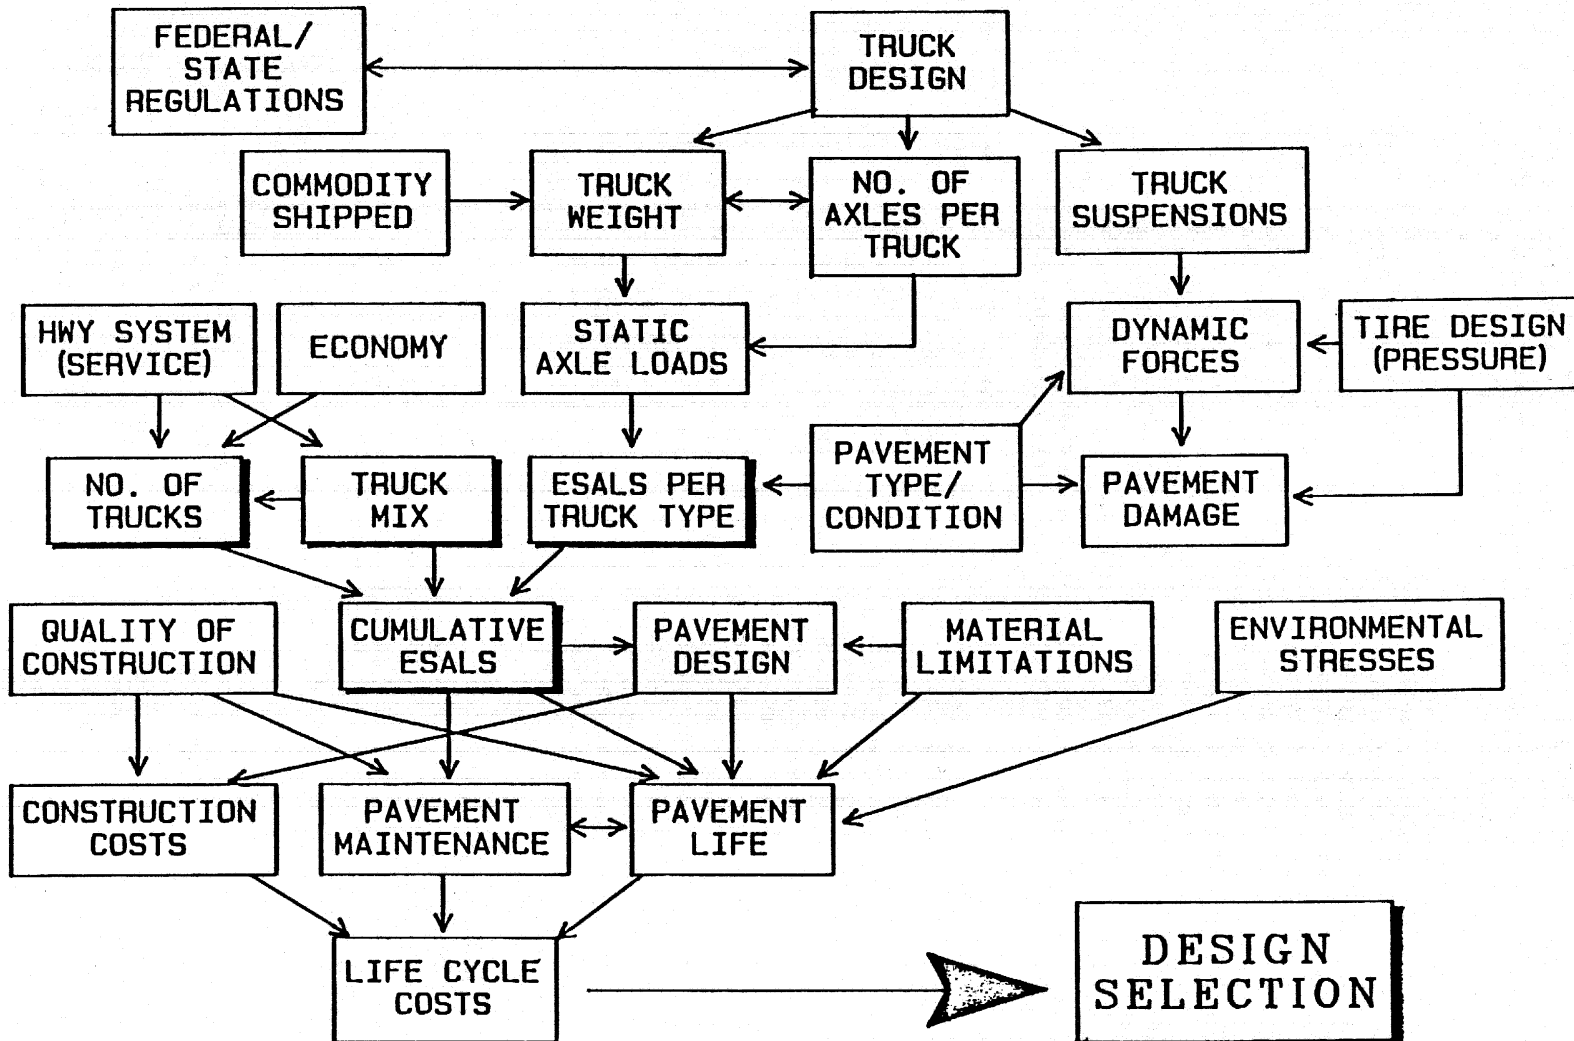 FEDERAL/
STATE
REGULATIONS
TRUCK
DESIGN
COMMODITY
SHIPPED
TRUCK
WEIGHT
NO. OF
AXLES PER
TRUCK
TRUCK
SUSPENSIONS
HWY SYSTEM
(SERVICE)
ECONOMY
STATIC
AXLE LOADS
DYNAMIC
FORCES
TIRE DESIGN
(PRESSURE)
NO. OF
TRUCKS
TRUCK
MIX
ESALS PER
TRUCK TYPE
PAVEMENT
TYPE/
CONDITION
PAVEMENT
DAMAGE
QUALITY OF
CONSTRUCTION
CUMULATIVE
ESALS
PAVEMENT
DESIGN
MATERIAL
LIMITATIONS
ENVIRONMENTAL
STRESSES
CONSTRUCTION
COSTS
PAVEMENT
MAINTENANCE
PAVEMENT
LIFE
LIFE CYCLE
COSTS
DESIGN
SELECTION